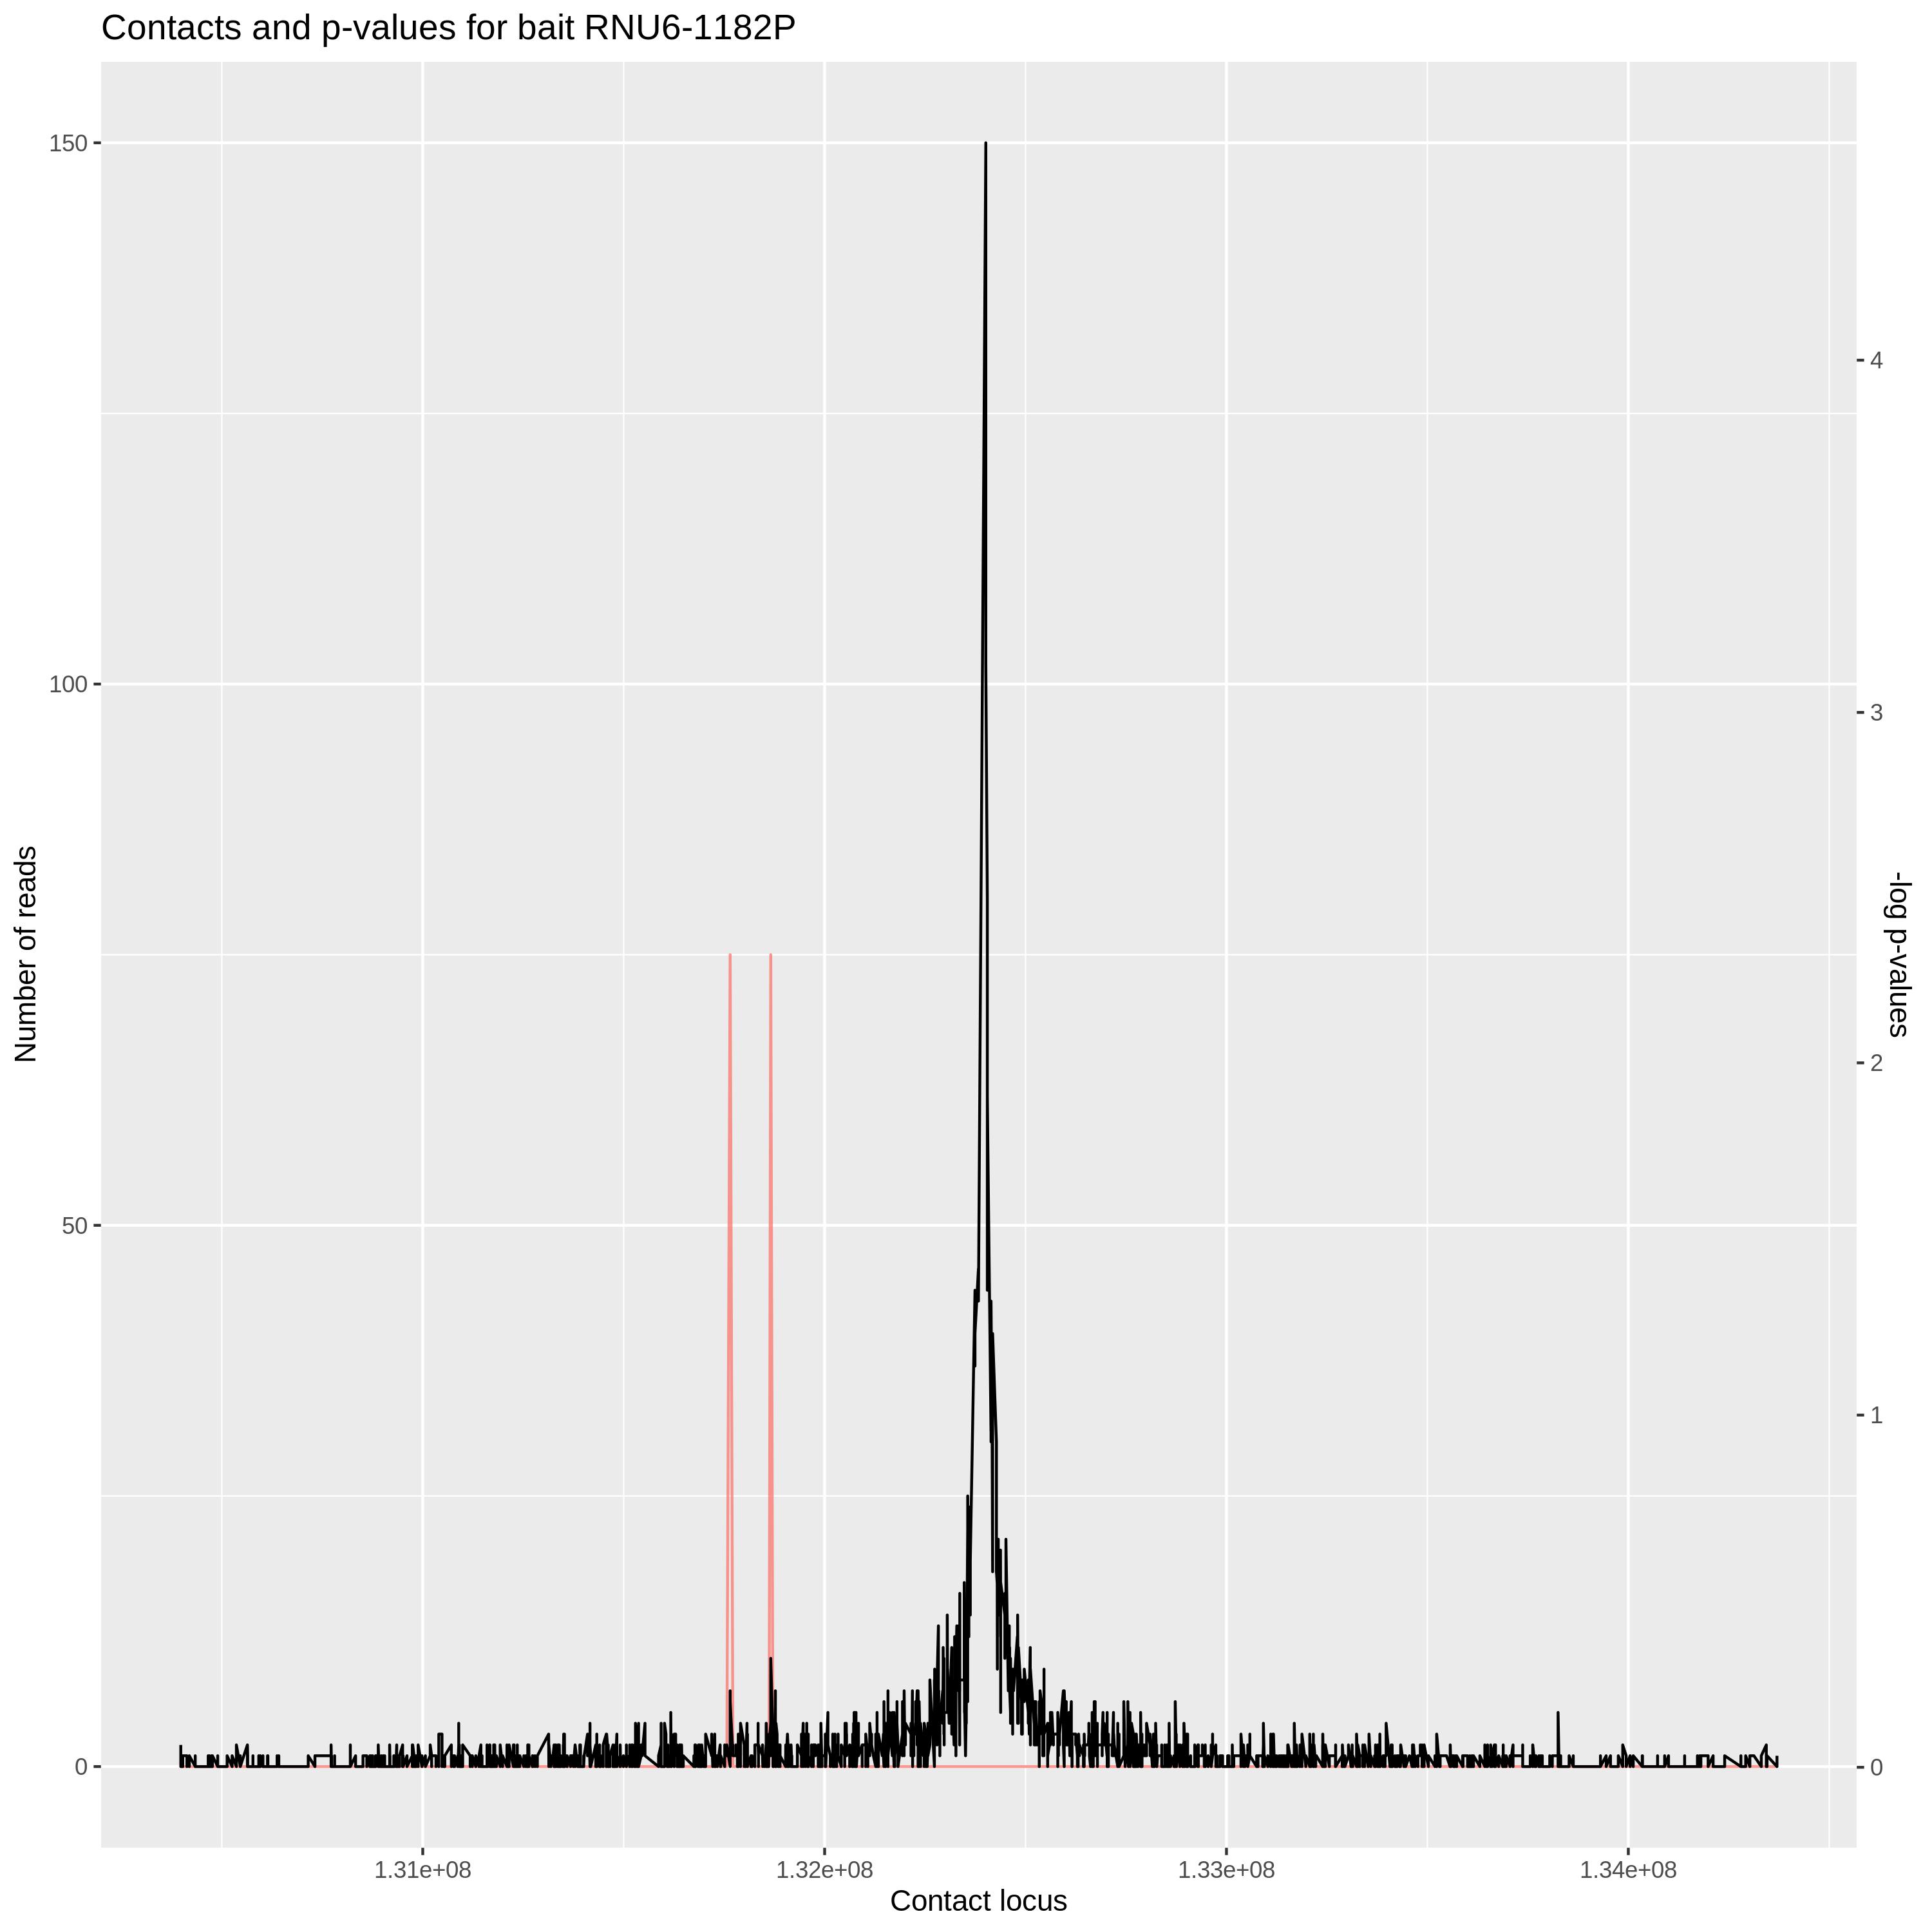 Contacts and p-values for bait RNU6-1182P
150
100
50
0
Number of reads
4
3
2
1
0
-log p-values
1.31e+08
1.32e+08
1.33e+08
1.34e+08
Contact locus